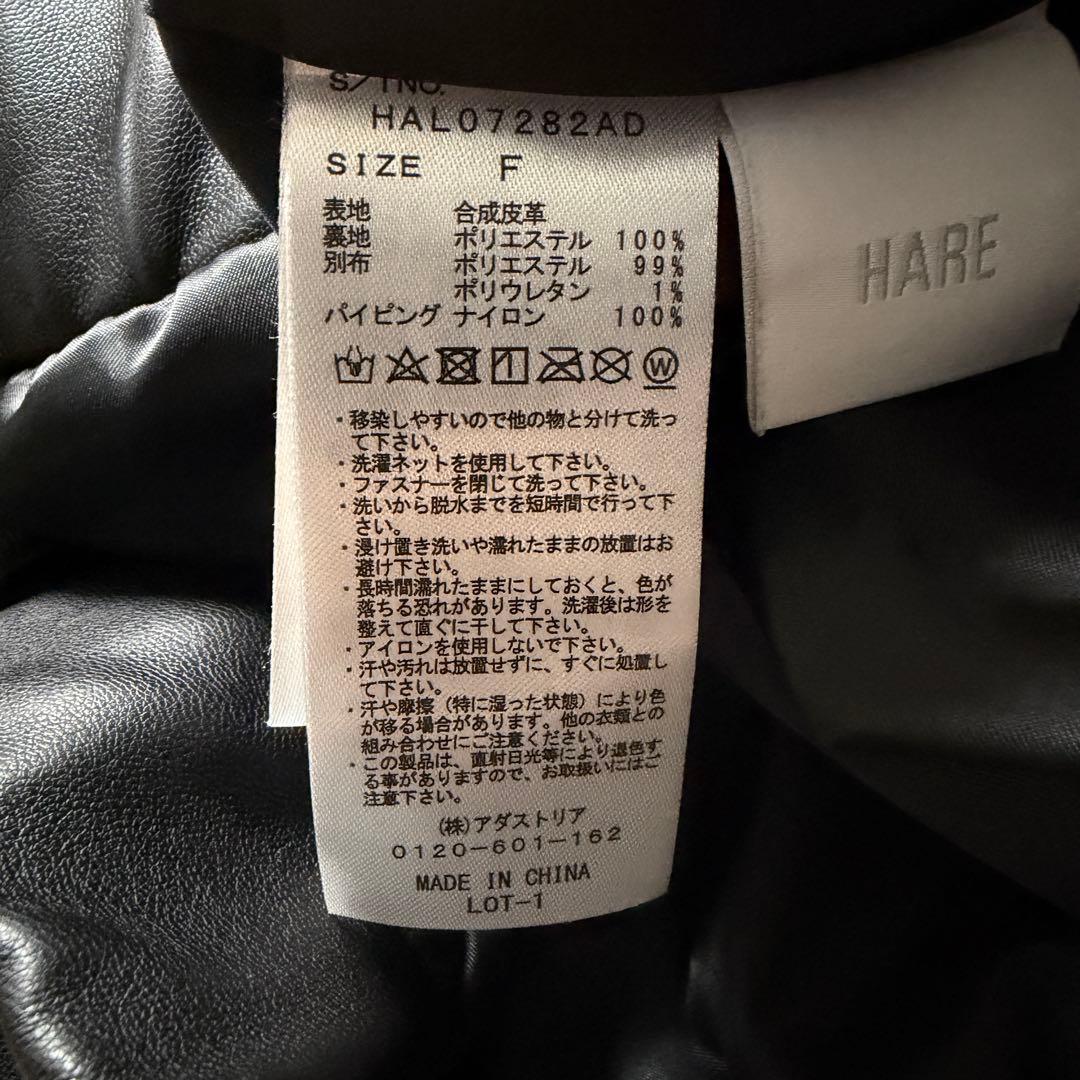 S/TNO.
HAL07282AD
SIZE F
表地 合成皮革
裏地 ポリエステル 100%
別布 ポリエステル 99%
ポリウレタン 1%
パイピング ナイロン 100%
W
・移染しやすいので他の物と分けて洗っ
て下さい。
・洗濯ネットを使用して下さい。
・ファスナーを閉じて洗って下さい。
・洗いから脱水までを短時間で行って下
さい。
・浸け置き洗いや濡れたままの放置はお
避け下さい。
・長時間濡れたままにしておくと、色が
落ちる恐れがあります。洗濯後は形を
整えて直ぐに干して下さい。
・アイロンを使用しないで下さい。
・汗や汚れは放置せずに、すぐに処置し
て下さい。
・汗や摩擦（特に湿った状態）により色
が移る場合があります。他の衣類との
組み合わせにご注意ください。
・この製品は、直射日光等により退色す
る事がありますので、お取扱いにはご
注意下さい。
(株)アダストリア
0120-601-162
MADE IN CHINA
LOT-1
HARE